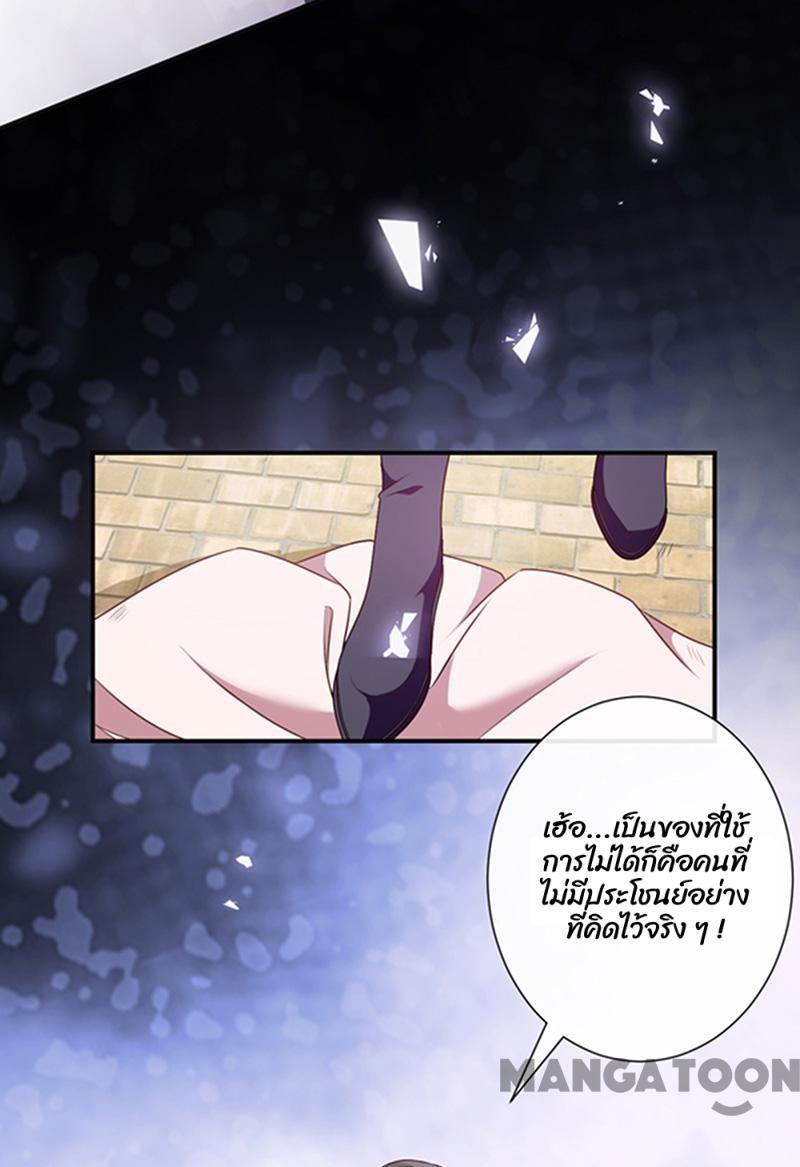 เฮ้อ...เป็นของที่ใช้
การไม่ได้ก็คือคนที่
ไม่มีประโชนย์อย่าง
ที่คิดไว้จริง ๆ !
MANGATOON